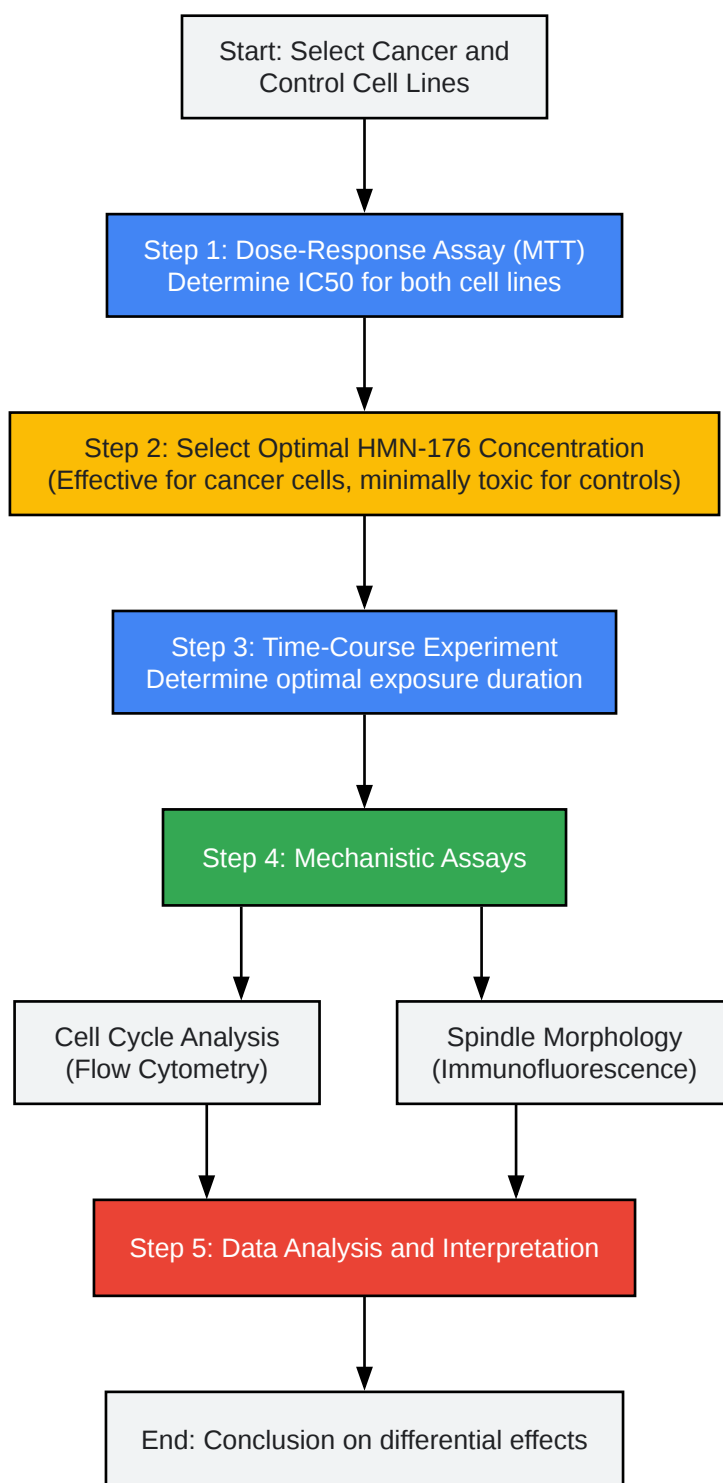 Start: Select Cancer and
Control Cell Lines
Step 1: Dose-Response Assay (MTT)
Determine IC50 for both cell lines
Step 2: Select Optimal HMN-176 Concentration
(Effective for cancer cells, minimally toxic for controls)
Step 3: Time-Course Experiment
Determine optimal exposure duration
Step 4: Mechanistic Assays
Cell Cycle Analysis
(Flow Cytometry)
Spindle Morphology
(Immunofluorescence)
Step 5: Data Analysis and Interpretation
End: Conclusion on differential effects